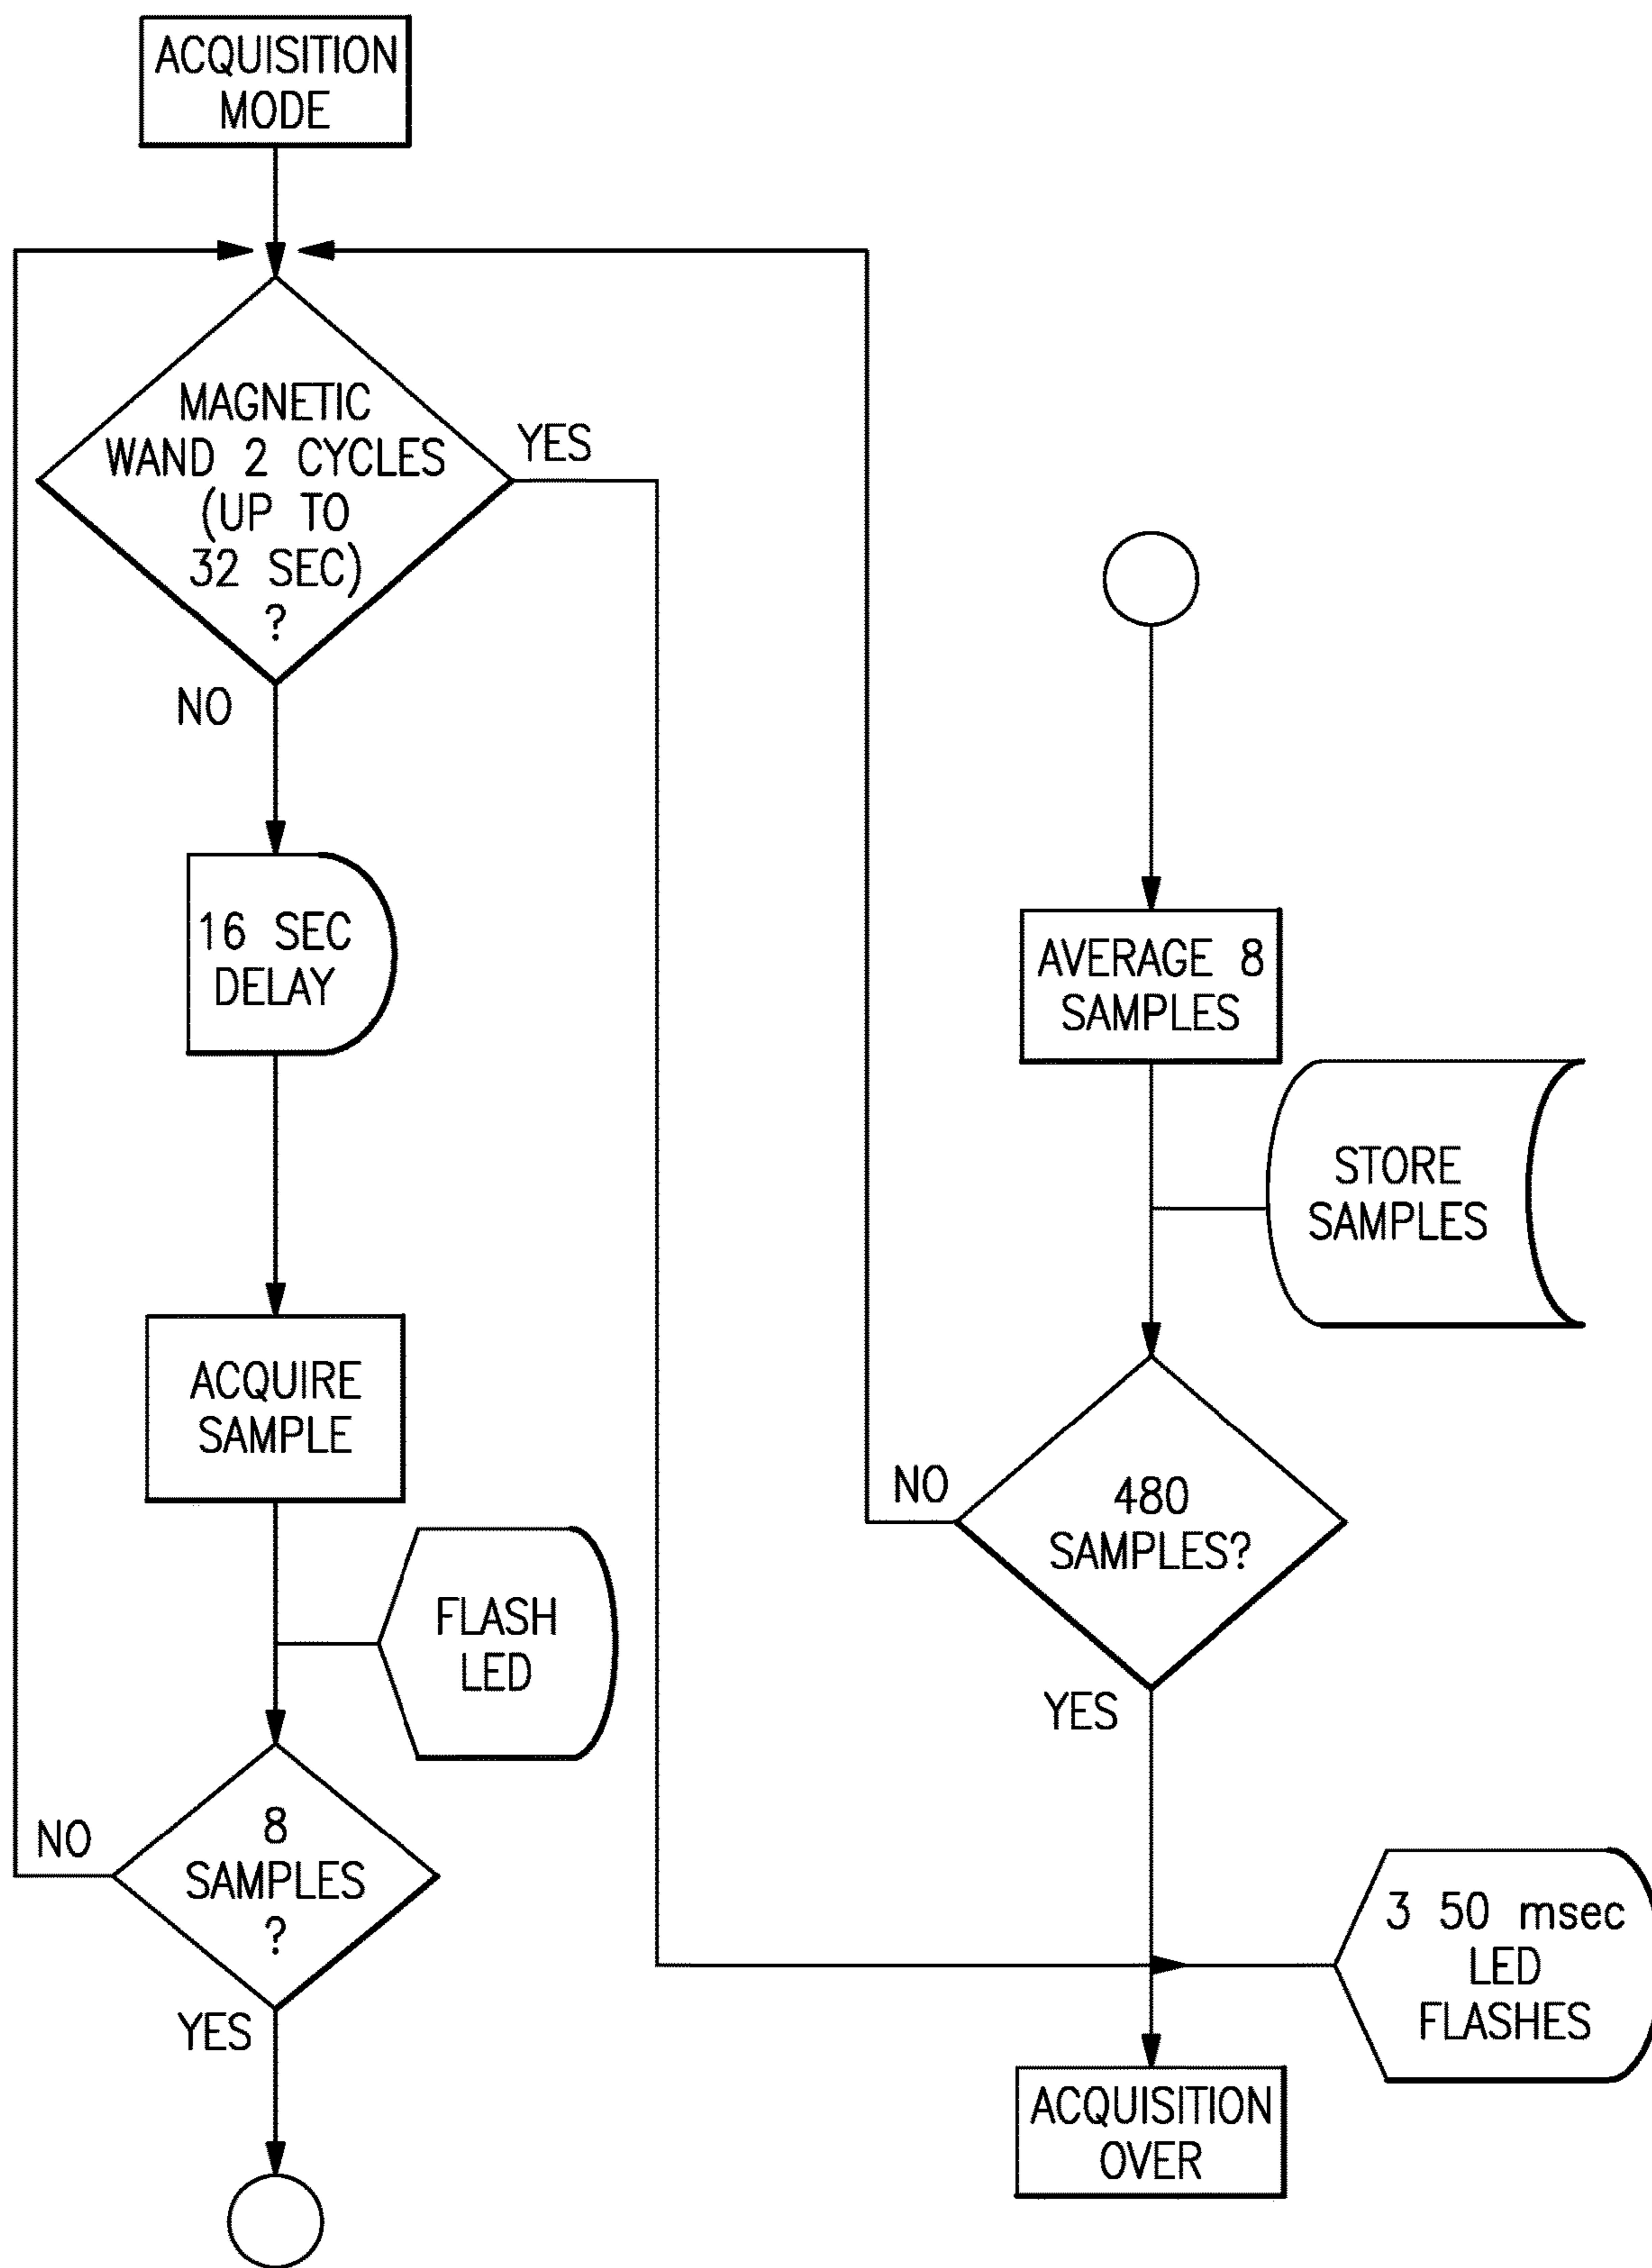 ACQUISITION
MODE
MAGNETIC
WAND 2 CYCLES
(UP TO
32 SEC)
?
YES
NO
16 SEC
DELAY
ACQUIRE
SAMPLE
FLASH
LED
8
SAMPLES
?
NO
YES
AVERAGE 8
SAMPLES
STORE
SAMPLES
480
SAMPLES?
NO
YES
3 50 msec
LED
FLASHES
ACQUISITION
OVER